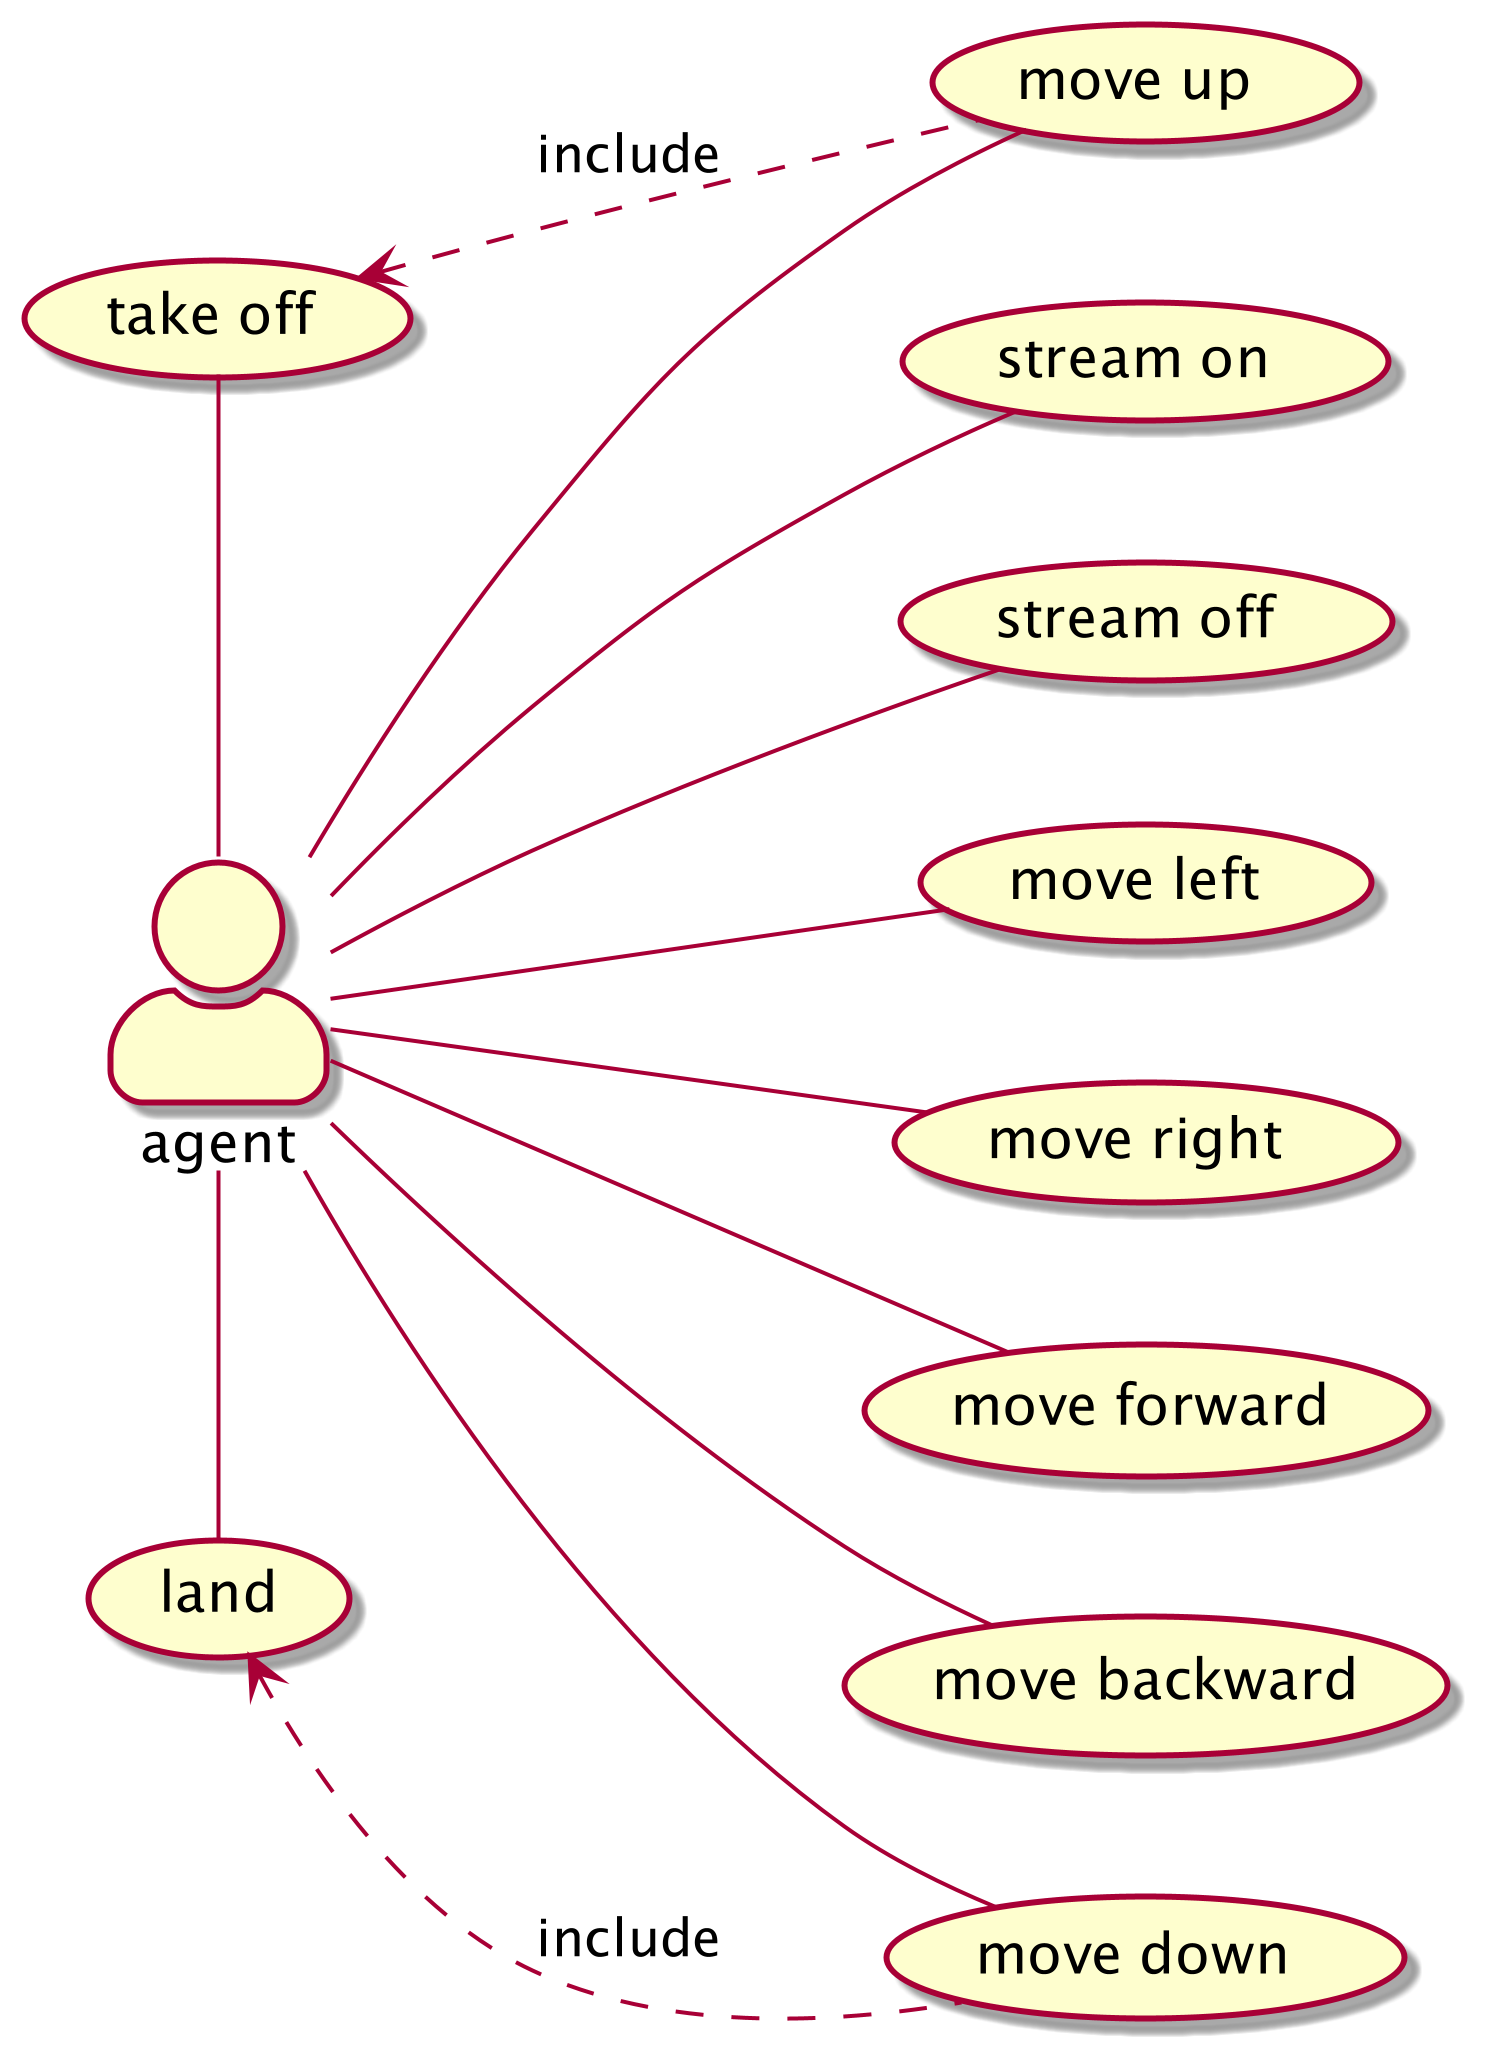 move up
include
take off
stream on
stream off
move left
move right
agent
move forward
land
move backward
include
move down